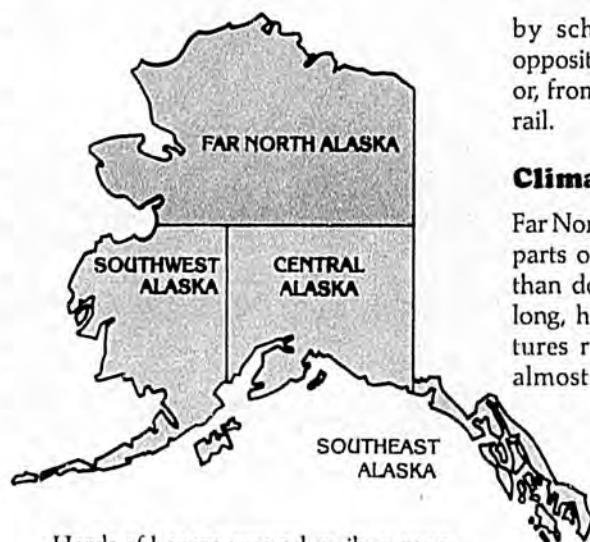 FAR NORTH ALASKA
SOUTHWEST
ALASKA
CENTRAL
ALASKA
SOUTHEAST
ALASKA
by sch
opposit
or, from
rail.
Clima
Far Nor
parts o
than do
long, h
tures r
almost